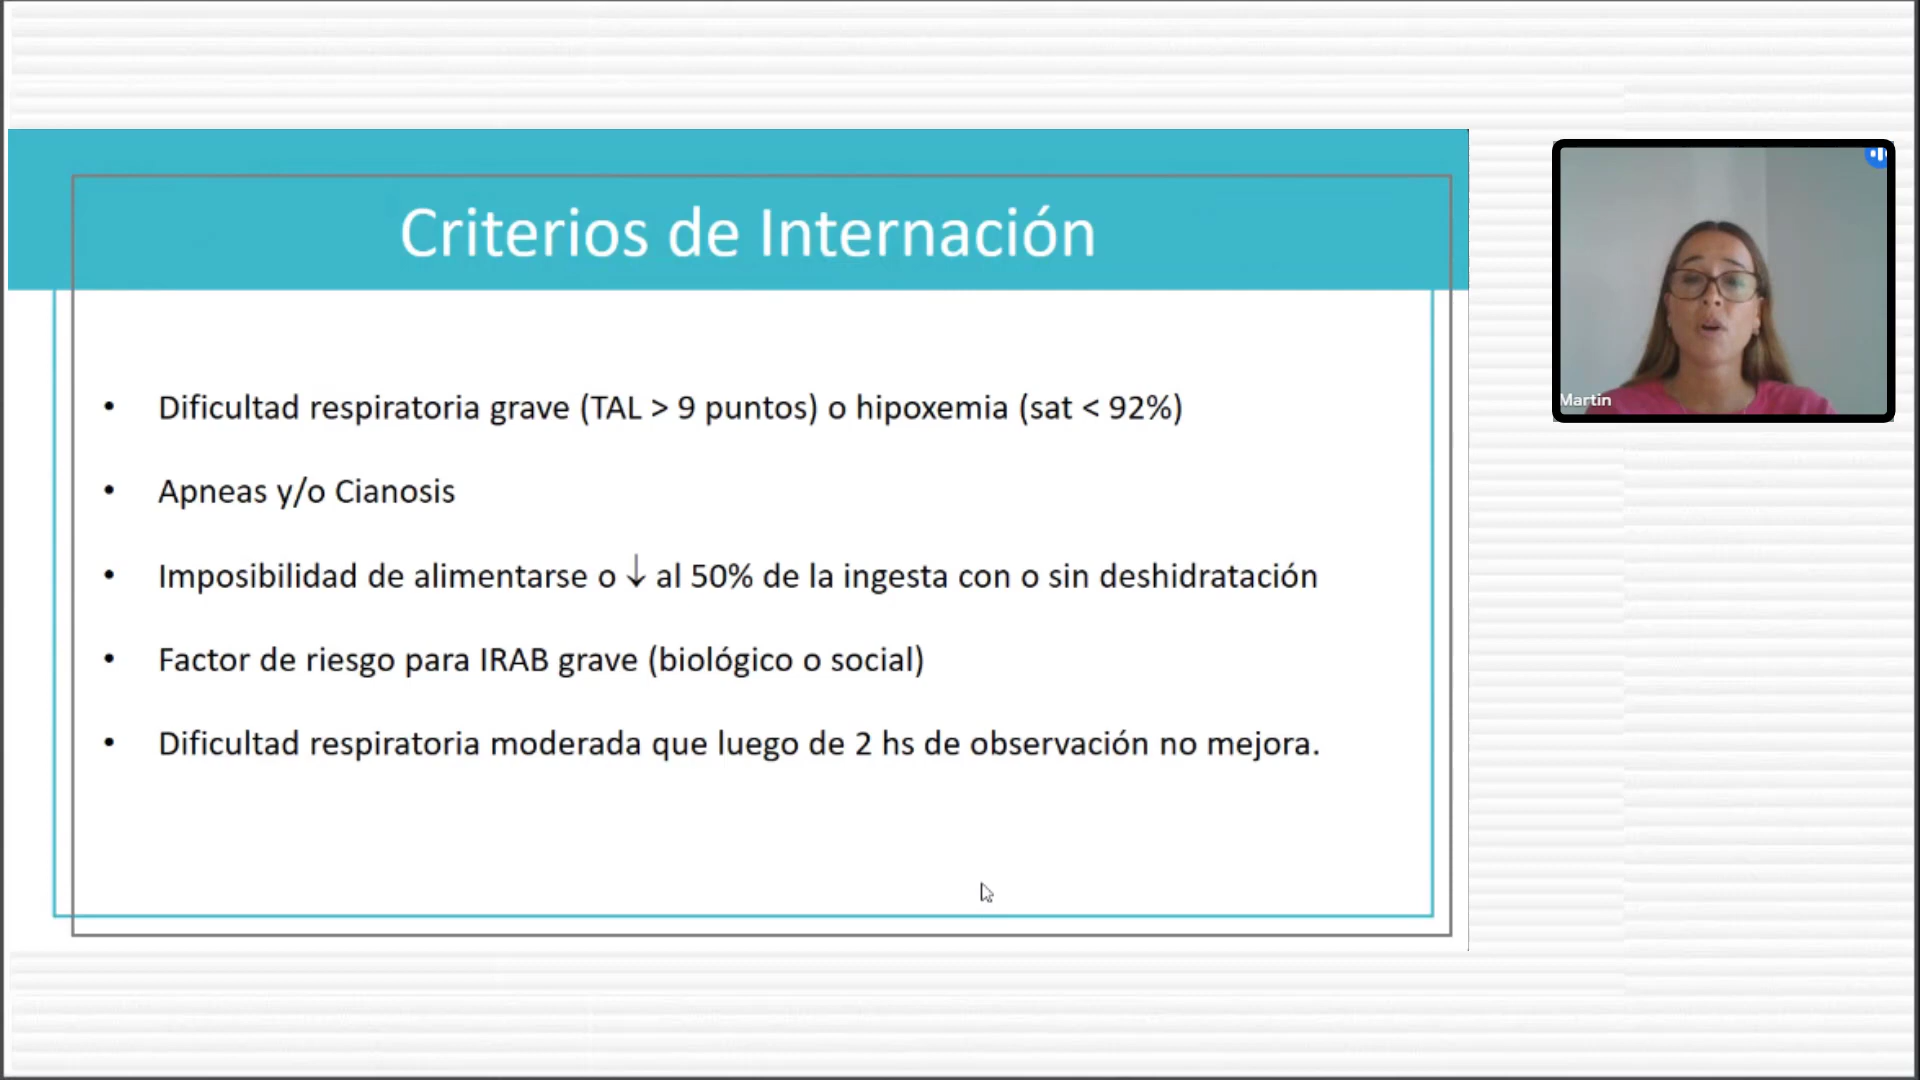 Criterios de Internación
• Dificultad respiratoria grave (TAL > 9 puntos) o hipoxemia (sat < 92%)
• Apneas y/o Cianosis
• Imposibilidad de alimentarse o ↓ al 50% de la ingesta con o sin deshidratación
• Factor de riesgo para IRAB grave (biológico o social)
• Dificultad respiratoria moderada que luego de 2 hs de observación no mejora.
Martin